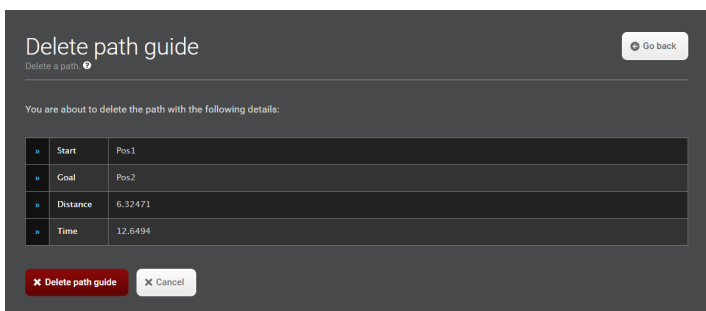 Delete path guide
Go back
Delete a path.
You are about to delete the path with the following details:
» Start Pos1
» Goal Pos2
» Distance 6.32471
» Time 12.6494
Delete path guide
Cancel